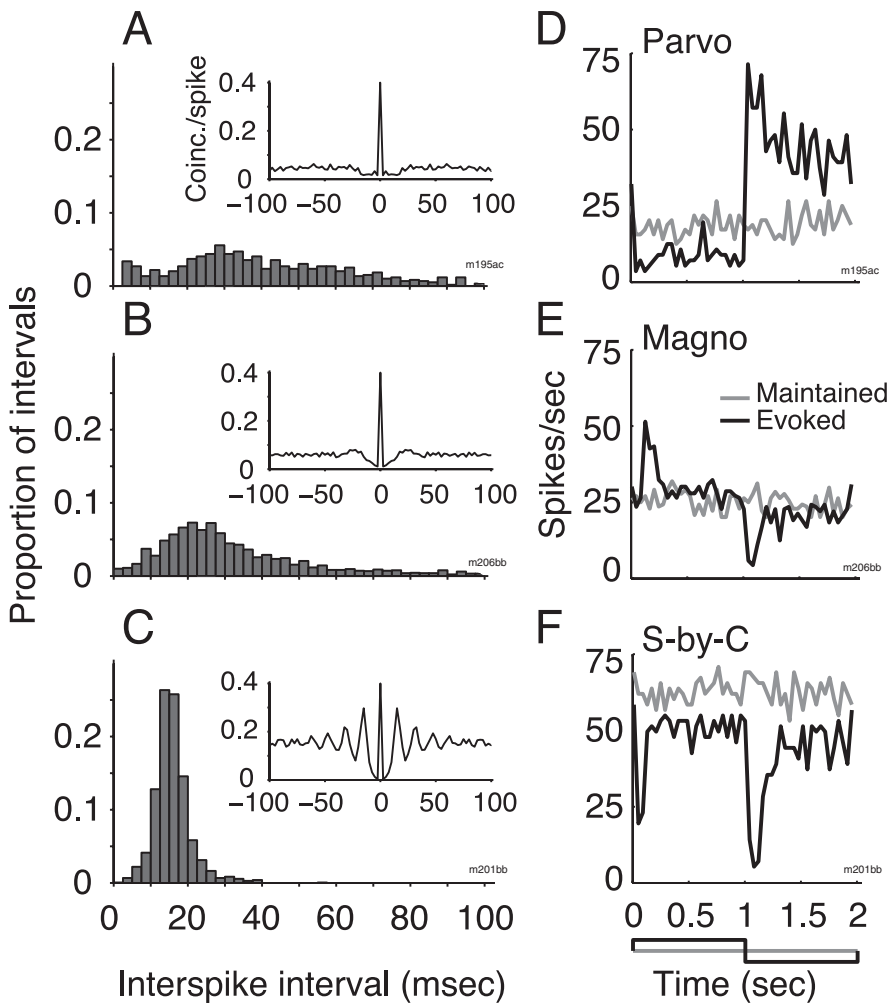 A
Coinc./spike
0.4
0.2
0
−100 −50 0 50 100
0.2
0.1
0
m195ac
B
0.4
0.2
0
−100 −50 0 50 100
0.2
0.1
0
m206bb
Proportion of intervals
C
0.4
0.2
0
−100 −50 0 50 100
0.2
0.1
0
m201bb
0 20 40 60 80 100
Interspike interval (msec)
D Parvo
75
50
25
0
m195ac
E Magno
75
50
25
0
Maintained
Evoked
m206bb
Spikes/sec
F S-by-C
75
50
25
0
m201bb
0 0.5 1 1.5 2
Time (sec)